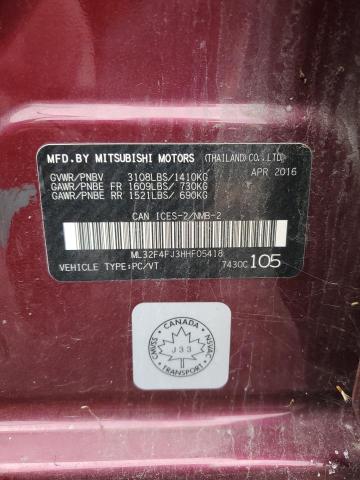 MFD.BY MITSUBISHI MOTORS (THAILAND) CO., LTD.
APR 2016
GVWR/PNBV 3108LBS/1410KG
GAWR/PNBE FR 1609LBS/ 730KG
GAWR/PNBE RR 1521LBS/ 690KG
CAN ICES-2/NMB-2
ML32F4FJ3HHF05418
VEHICLE TYPE:PC/VT 7430C 105
CANADA
CMVSS
J33
NSVAC
TRANSPORT